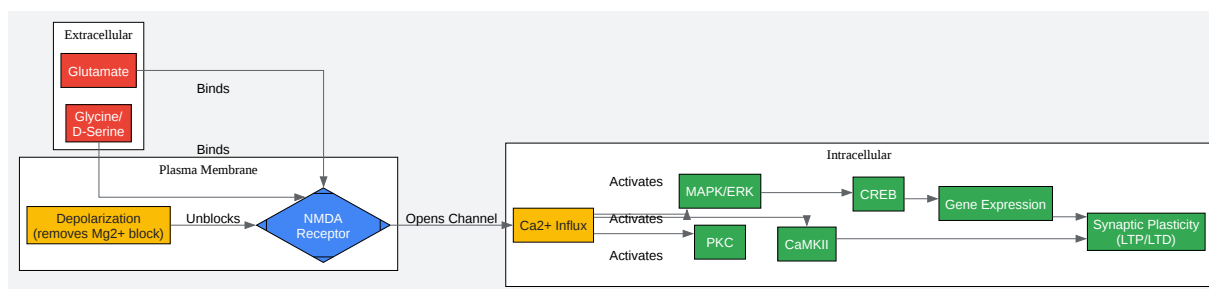 Extracellular
Glutamate
Binds
Glycine/
D-Serine
Binds
Plasma Membrane
Depolarization
(removes Mg2+ block)
Unblocks
NMDA
Receptor
Opens Channel
Intracellular
Ca2+ Influx
Activates
Activates
Activates
MAPK/ERK
PKC
CaMKII
CREB
Gene Expression
Synaptic Plasticity
(LTP/LTD)